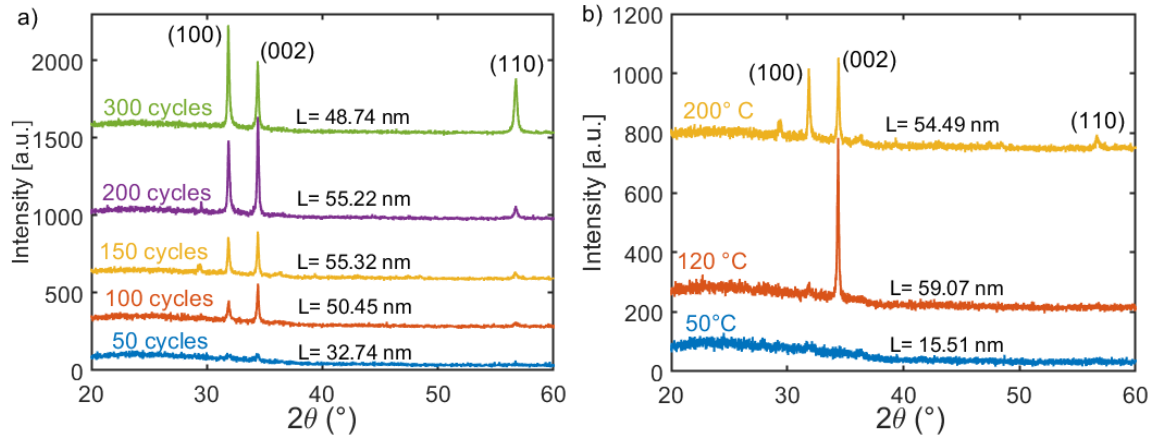 a)
2000
1500
1000
500
0
20
30
40
50
60
Intensity [a.u.]
2θ (°)
(100)
(002)
(110)
300 cycles
L= 48.74 nm
200 cycles
L= 55.22 nm
150 cycles
L= 55.32 nm
100 cycles
L= 50.45 nm
50 cycles
L= 32.74 nm
b)
1200
1000
800
600
400
200
0
20
30
40
50
60
Intensity [a.u.]
2θ (°)
(100)
(002)
(110)
200° C
L= 54.49 nm
120 °C
L= 59.07 nm
50°C
L= 15.51 nm